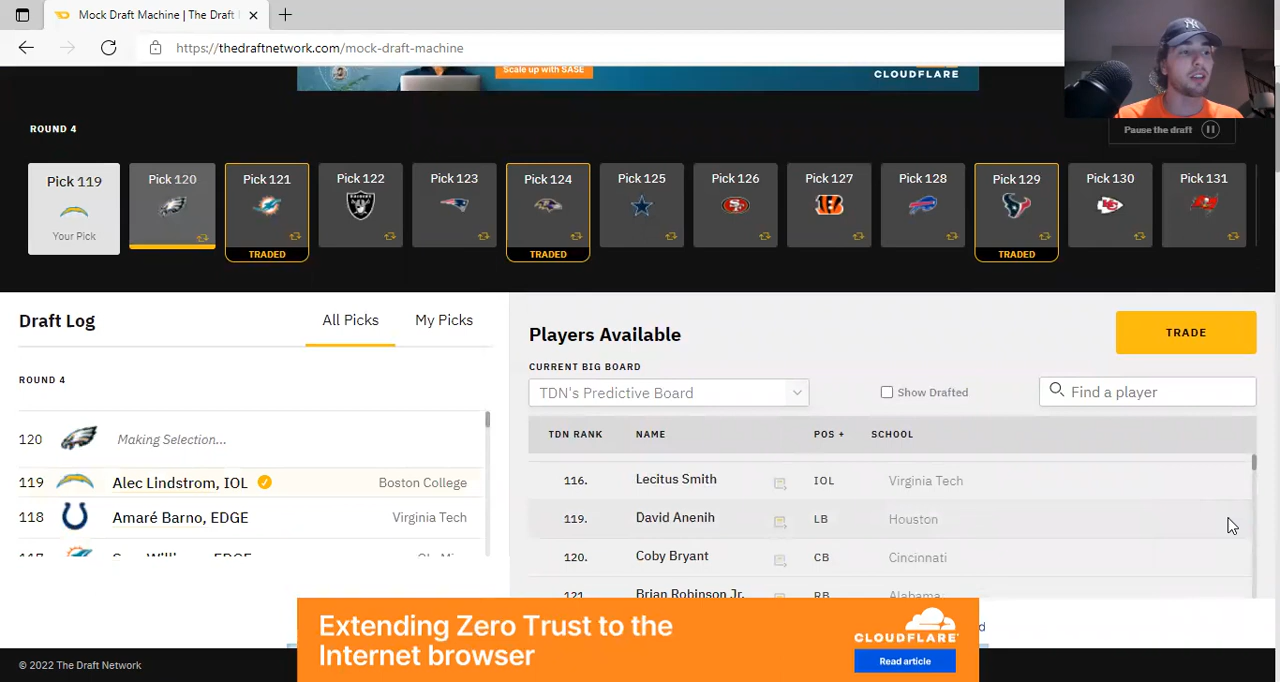 Mock Draft Machine | The Draft
https://thedraftnetwork.com/mock-draft-machine
Scale up with SASE
CLOUDFLARE
ROUND 4
Pause the draft
Pick 119
Your Pick
Pick 120
Pick 121
TRADED
Pick 122
Pick 123
Pick 124
TRADED
Pick 125
Pick 126
Pick 127
Pick 128
Pick 129
TRADED
Pick 130
Pick 131
Draft Log
All Picks
My Picks
ROUND 4
120 Making Selection...
119 Alec Lindstrom, IOL Boston College
118 Amaré Barno, EDGE Virginia Tech
Players Available
TRADE
CURRENT BIG BOARD
TDN's Predictive Board
Show Drafted
Find a player
TDN RANK NAME POS + SCHOOL
116. Lecitus Smith IOL Virginia Tech
119. David Anenih LB Houston
120. Coby Bryant CB Cincinnati
121. Brian Robinson Jr. RB Alabama
Extending Zero Trust to the
Internet browser
CLOUDFLARE
Read article
© 2022 The Draft Network